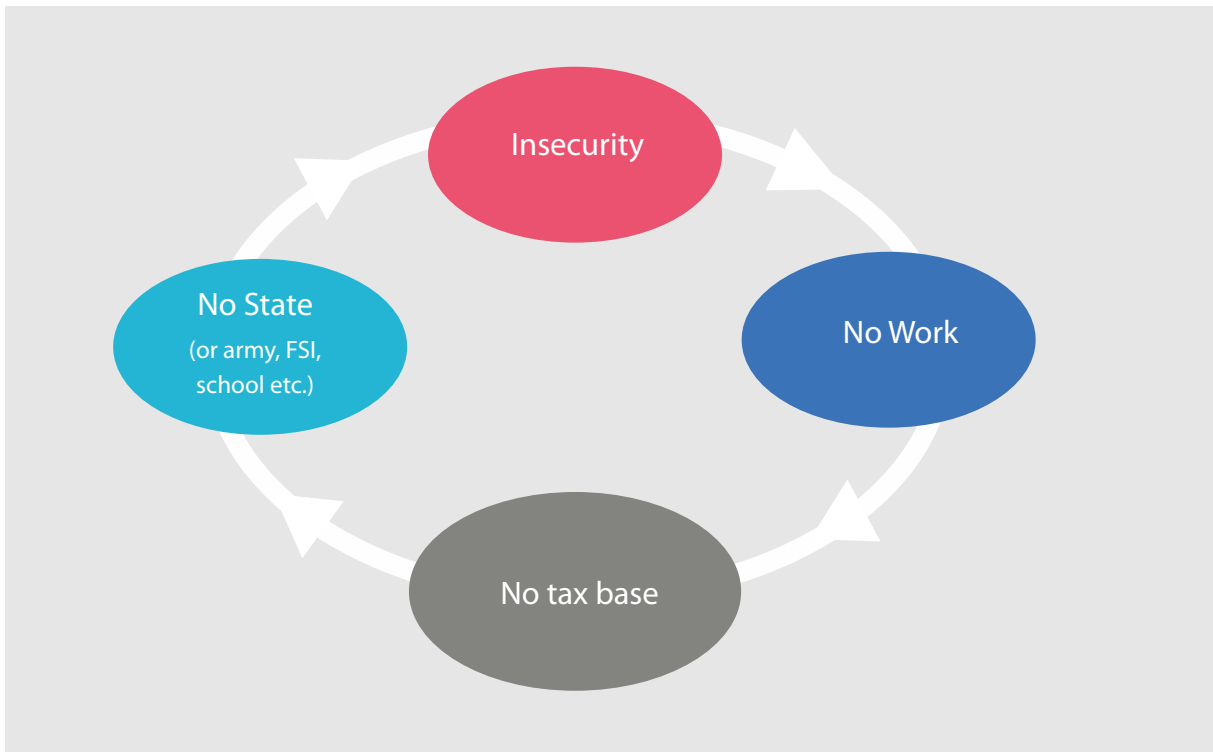 Insecurity
No Work
No tax base
No State
(or army, FSI,
school etc.)